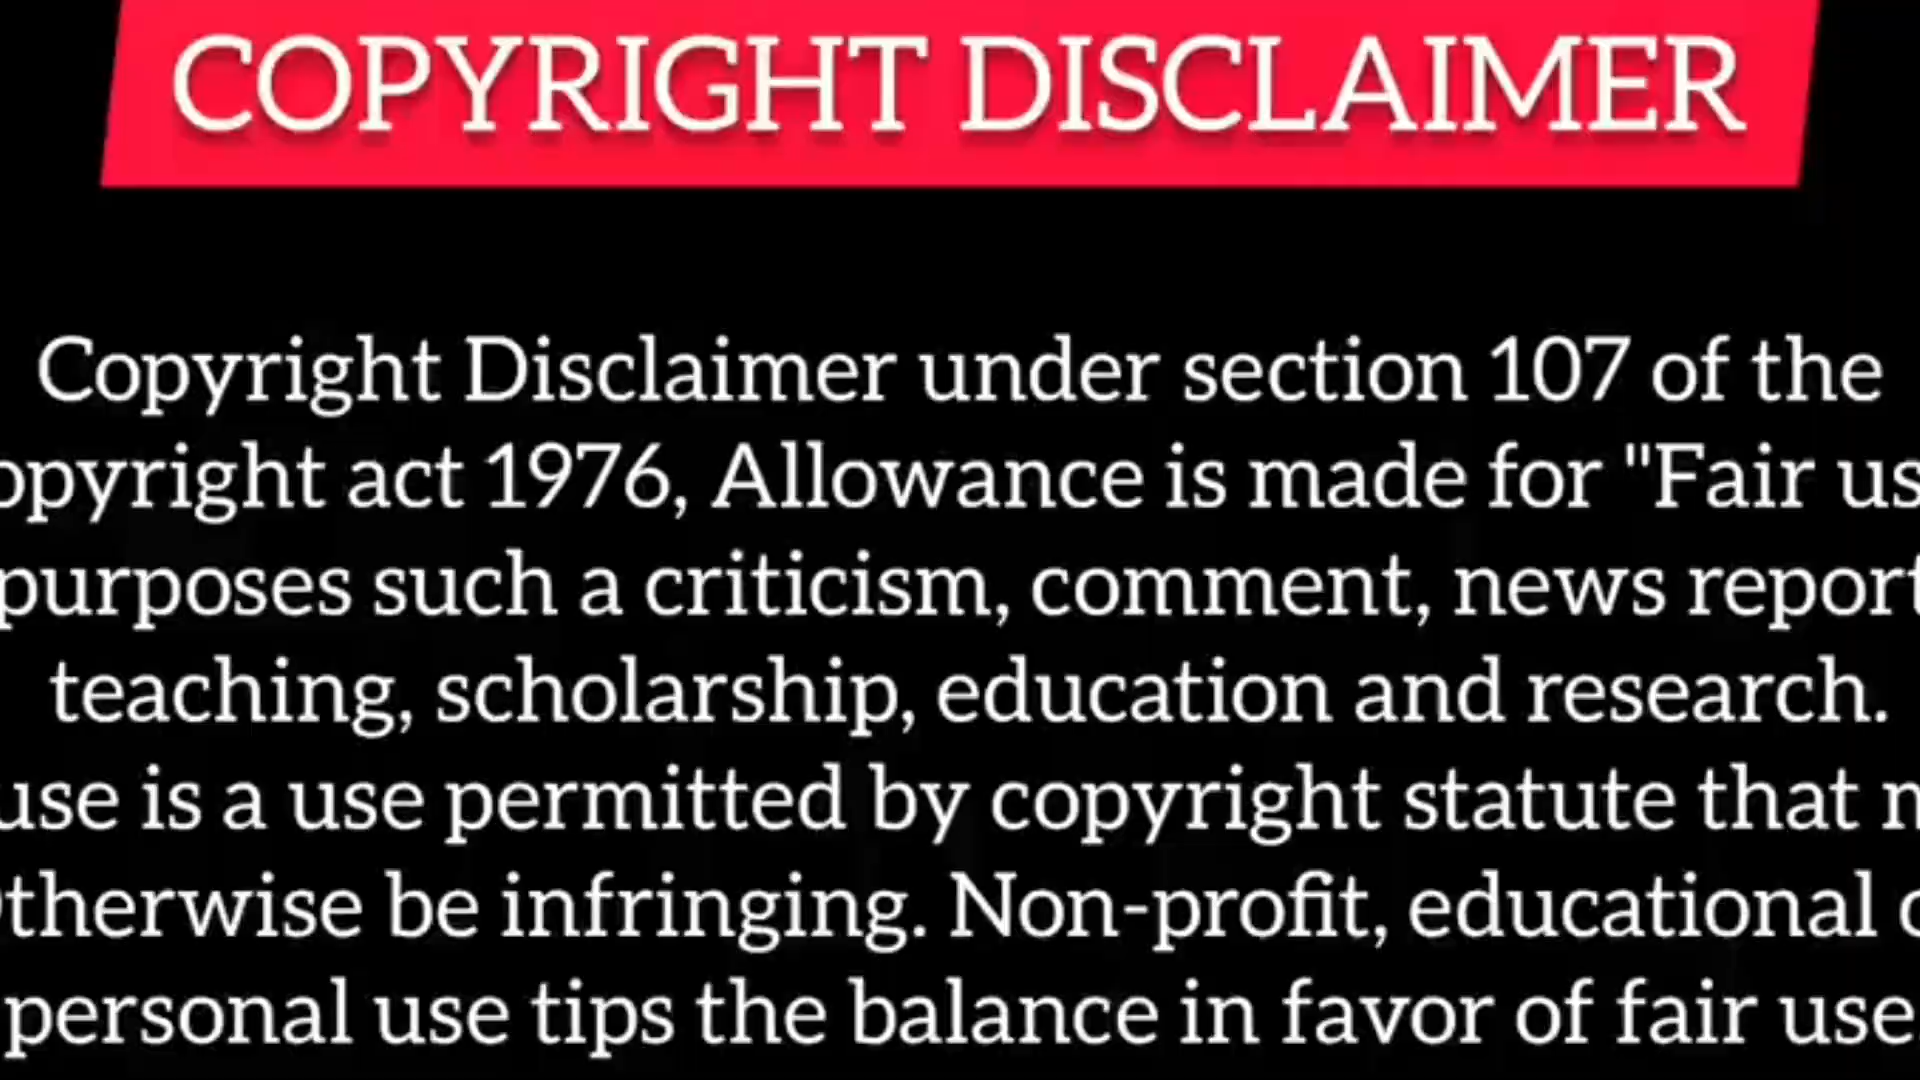 COPYRIGHT DISCLAIMER
Copyright Disclaimer under section 107 of the
opyright act 1976, Allowance is made for "Fair us
purposes such a criticism, comment, news report
teaching, scholarship, education and research.
use is a use permitted by copyright statute that m
therwise be infringing. Non-profit, educational o
personal use tips the balance in favor of fair use.